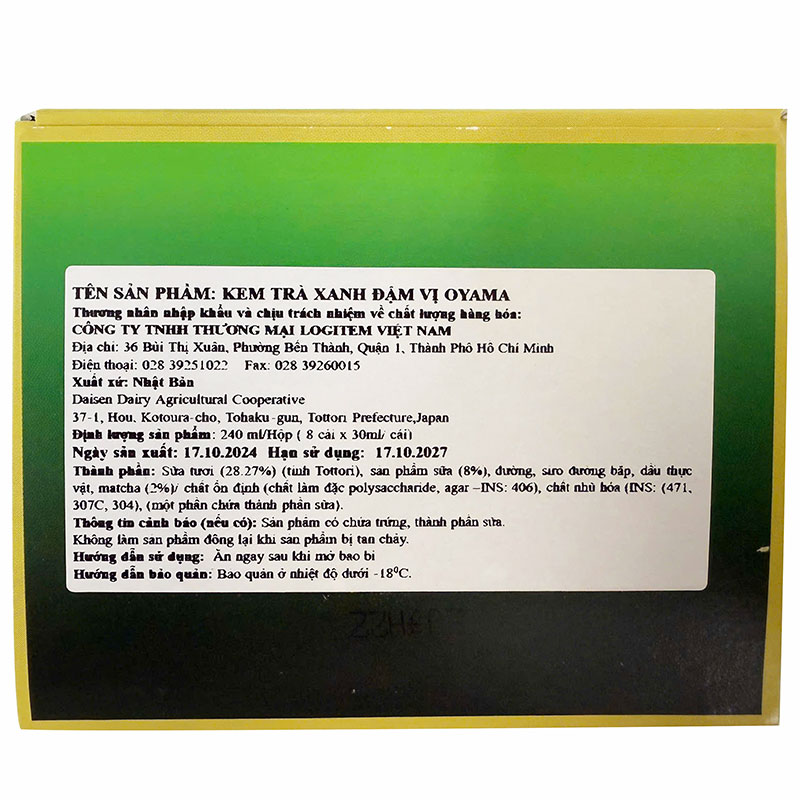 TÊN SẢN PHẨM: KEM TRÀ XANH ĐẬM VỊ OYAMA
Thương nhân nhập khẩu và chịu trách nhiệm về chất lượng hàng hóa:
CÔNG TY TNHH THƯƠNG MẠI LOGITEM VIỆT NAM
Địa chỉ: 36 Bùi Thị Xuân, Phường Bến Thành, Quận 1, Thành Phố Hồ Chí Minh
Điện thoại: 028 39251022 Fax: 028 39260015
Xuất xứ: Nhật Bản
Daisen Dairy Agricultural Cooperative
37-1, Hou, Kotoura-cho, Tohaku-gun, Tottori Prefecture,Japan
Định lượng sản phẩm: 240 ml/Hộp ( 8 cái x 30ml/ cái)
Ngày sản xuất: 17.10.2024 Hạn sử dụng: 17.10.2027
Thành phần: Sữa tươi (28.27%) (tỉnh Tottori), sản phẩm sữa (8%), đường, siro đường bắp, dầu thực
vật, matcha (2%)/ chất ổn định (chất làm đặc polysaccharide, agar –INS: 406), chất nhũ hóa (INS: (471,
307C, 304), (một phần chứa thành phần sữa).
Thông tin cảnh báo (nếu có): Sản phẩm có chứa trứng, thành phần sữa.
Không làm sản phẩm đông lại khi sản phẩm bị tan chảy.
Hướng dẫn sử dụng: Ăn ngay sau khi mở bao bì
Hướng dẫn bảo quản: Bảo quản ở nhiệt độ dưới -18⁰C.